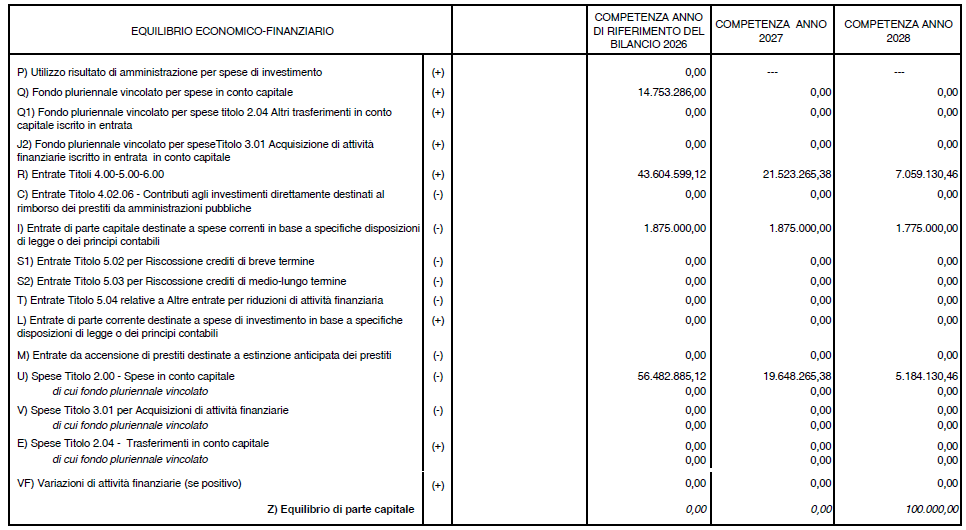 EQUILIBRIO ECONOMICO-FINANZIARIO
COMPETENZA ANNO
DI RIFERIMENTO DEL
BILANCIO 2026
COMPETENZA ANNO
2027
COMPETENZA ANNO
2028
P) Utilizzo risultato di amministrazione per spese di investimento (+) 0,00 --- ---
Q) Fondo pluriennale vincolato per spese in conto capitale (+) 14.753.286,00 0,00 0,00
Q1) Fondo pluriennale vincolato per spese titolo 2.04 Altri trasferimenti in conto (+) 0,00 0,00 0,00
capitale iscrito in entrata
J2) Fondo pluriennale vincolato per speseTitolo 3.01 Acquisizione di attività (+) 0,00 0,00 0,00
finanziarie iscritto in entrata in conto capitale
R) Entrate Titoli 4.00-5.00-6.00 (+) 43.604.599,12 21.523.265,38 7.059.130,46
C) Entrate Titolo 4.02.06 - Contributi agli investimenti direttamente destinati al (-) 0,00 0,00 0,00
rimborso dei prestiti da amministrazioni pubbliche
I) Entrate di parte capitale destinate a spese correnti in base a specifiche disposizioni (-) 1.875.000,00 1.875.000,00 1.775.000,00
di legge o dei principi contabili
S1) Entrate Titolo 5.02 per Riscossione crediti di breve termine (-) 0,00 0,00 0,00
S2) Entrate Titolo 5.03 per Riscossione crediti di medio-lungo termine (-) 0,00 0,00 0,00
T) Entrate Titolo 5.04 relative a Altre entrate per riduzioni di attività finanziaria (-) 0,00 0,00 0,00
L) Entrate di parte corrente destinate a spese di investimento in base a specifiche (+) 0,00 0,00 0,00
disposizioni di legge o dei principi contabili
M) Entrate da accensione di prestiti destinate a estinzione anticipata dei prestiti (-) 0,00 0,00 0,00
U) Spese Titolo 2.00 - Spese in conto capitale (-) 56.482.885,12 19.648.265,38 5.184.130,46
di cui fondo pluriennale vincolato 0,00 0,00 0,00
V) Spese Titolo 3.01 per Acquisizioni di attività finanziarie (-) 0,00 0,00 0,00
di cui fondo pluriennale vincolato 0,00 0,00 0,00
E) Spese Titolo 2.04 - Trasferimenti in conto capitale (+) 0,00 0,00 0,00
di cui fondo pluriennale vincolato 0,00 0,00 0,00
VF) Variazioni di attività finanziarie (se positivo) (+) 0,00 0,00 0,00
Z) Equilibrio di parte capitale 0,00 0,00 100.000,00